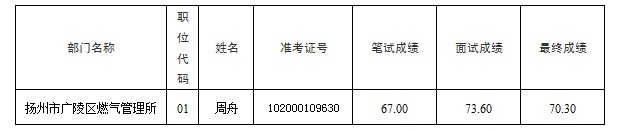 部门名称 职位代码 姓名 准考证号 笔试成绩 面试成绩 最终成绩
扬州市广陵区燃气管理所 01 周舟 102000109630 67.00 73.60 70.30